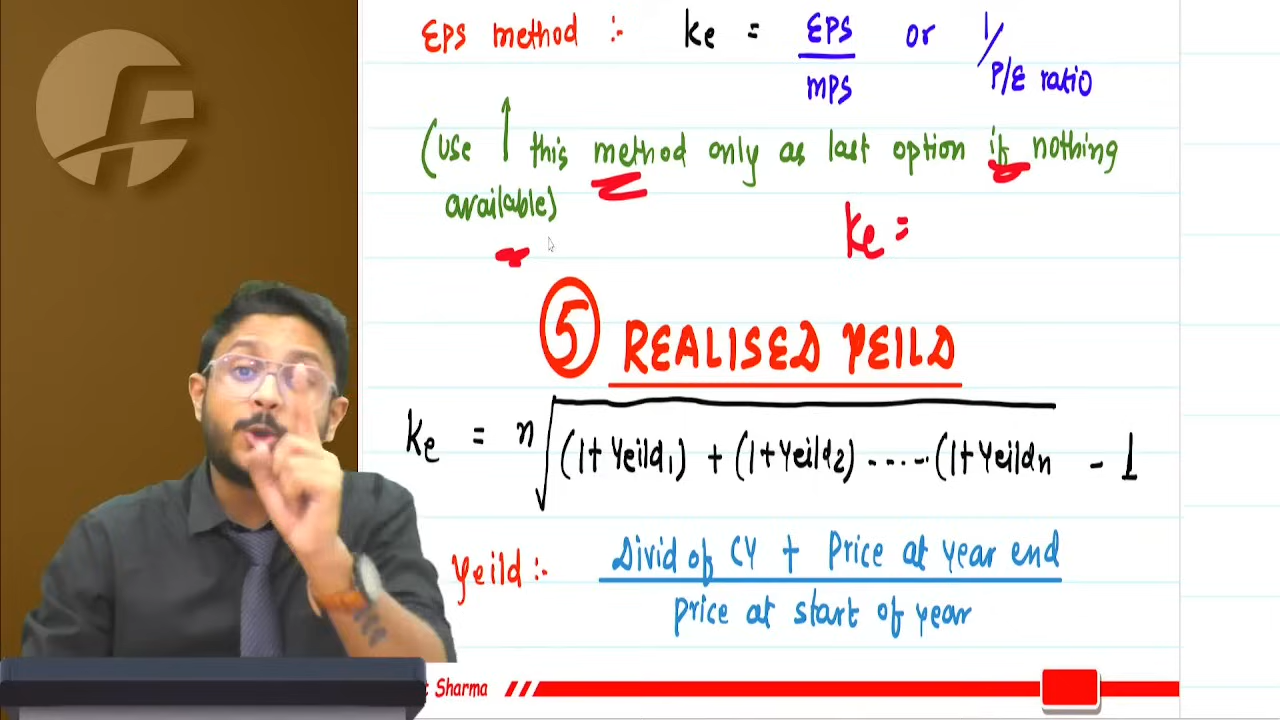 EPS method :- Ke = EPS / MPS or 1/P/E ratio
(use ↑ this method only as last option if nothing
available)
Ke =
⑤ REALISED YEILD
Ke = n√(1+Yeild1) + (1+Yeild2) ----- (1+Yeildn - 1
Yeild :- Divid of CY + Price at year end
price at start of year
Sharma